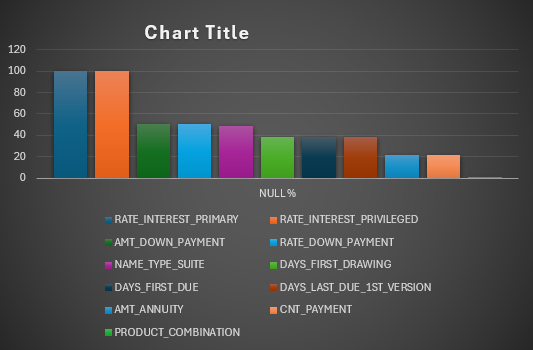 Chart Title
120
100
80
60
40
20
0
NULL%
RATE_INTEREST_PRIMARY RATE_INTEREST_PRIVILEGED
AMT_DOWN_PAYMENT RATE_DOWN_PAYMENT
NAME_TYPE_SUITE DAYS_FIRST_DRAWING
DAYS_FIRST_DUE DAYS_LAST_DUE_1ST_VERSION
AMT_ANNUITY CNT_PAYMENT
PRODUCT_COMBINATION